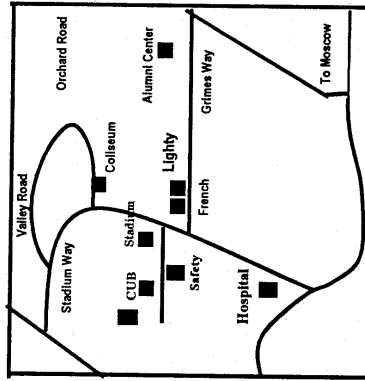 Orchard Road
Valley Road
Coliseum
Alumni Center
Stadium Way
Stadium
Lighty
Grimes Way
To Moscow
CUB
Safety
French
Hospital